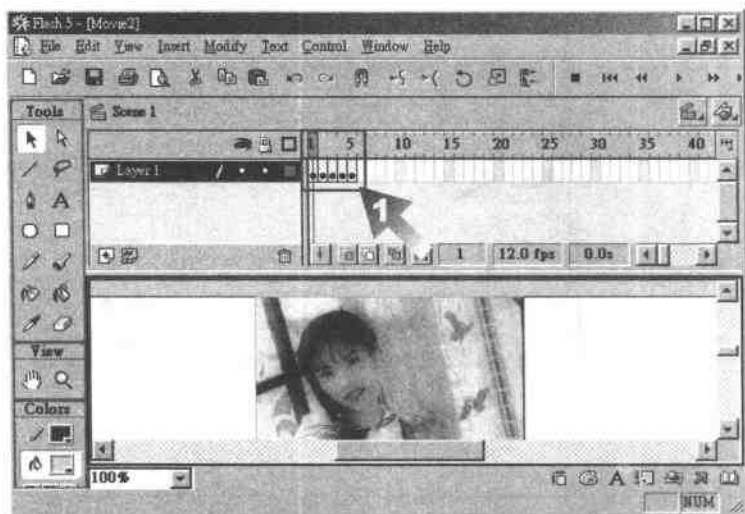 Flash 5 - [Movie2]
File Edit View Insert Modify Text Control Window Help
Tools
Scene 1
1 5 10 15 20 25 30 35 40
Layer 1
1
1 12.0 fps 0.0s
View
Colors
100%
NUM